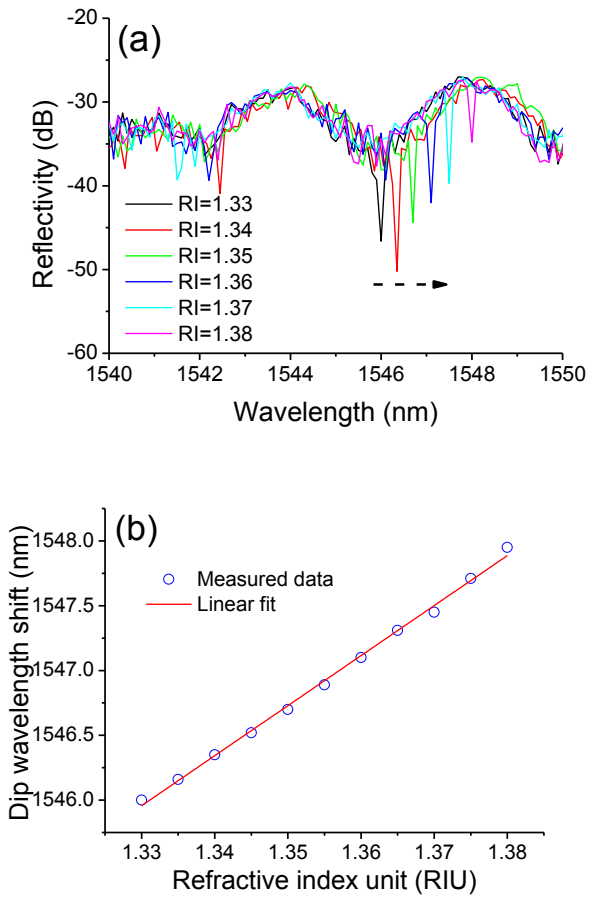 (a)
-20
-30
-40
-50
-60
Reflectivity (dB)
RI=1.33
RI=1.34
RI=1.35
RI=1.36
RI=1.37
RI=1.38
1540 1542 1544 1546 1548 1550
Wavelength (nm)
(b)
1548.0
1547.5
1547.0
1546.5
1546.0
Dip wavelength shift (nm)
Measured data
Linear fit
1.33 1.34 1.35 1.36 1.37 1.38
Refractive index unit (RIU)